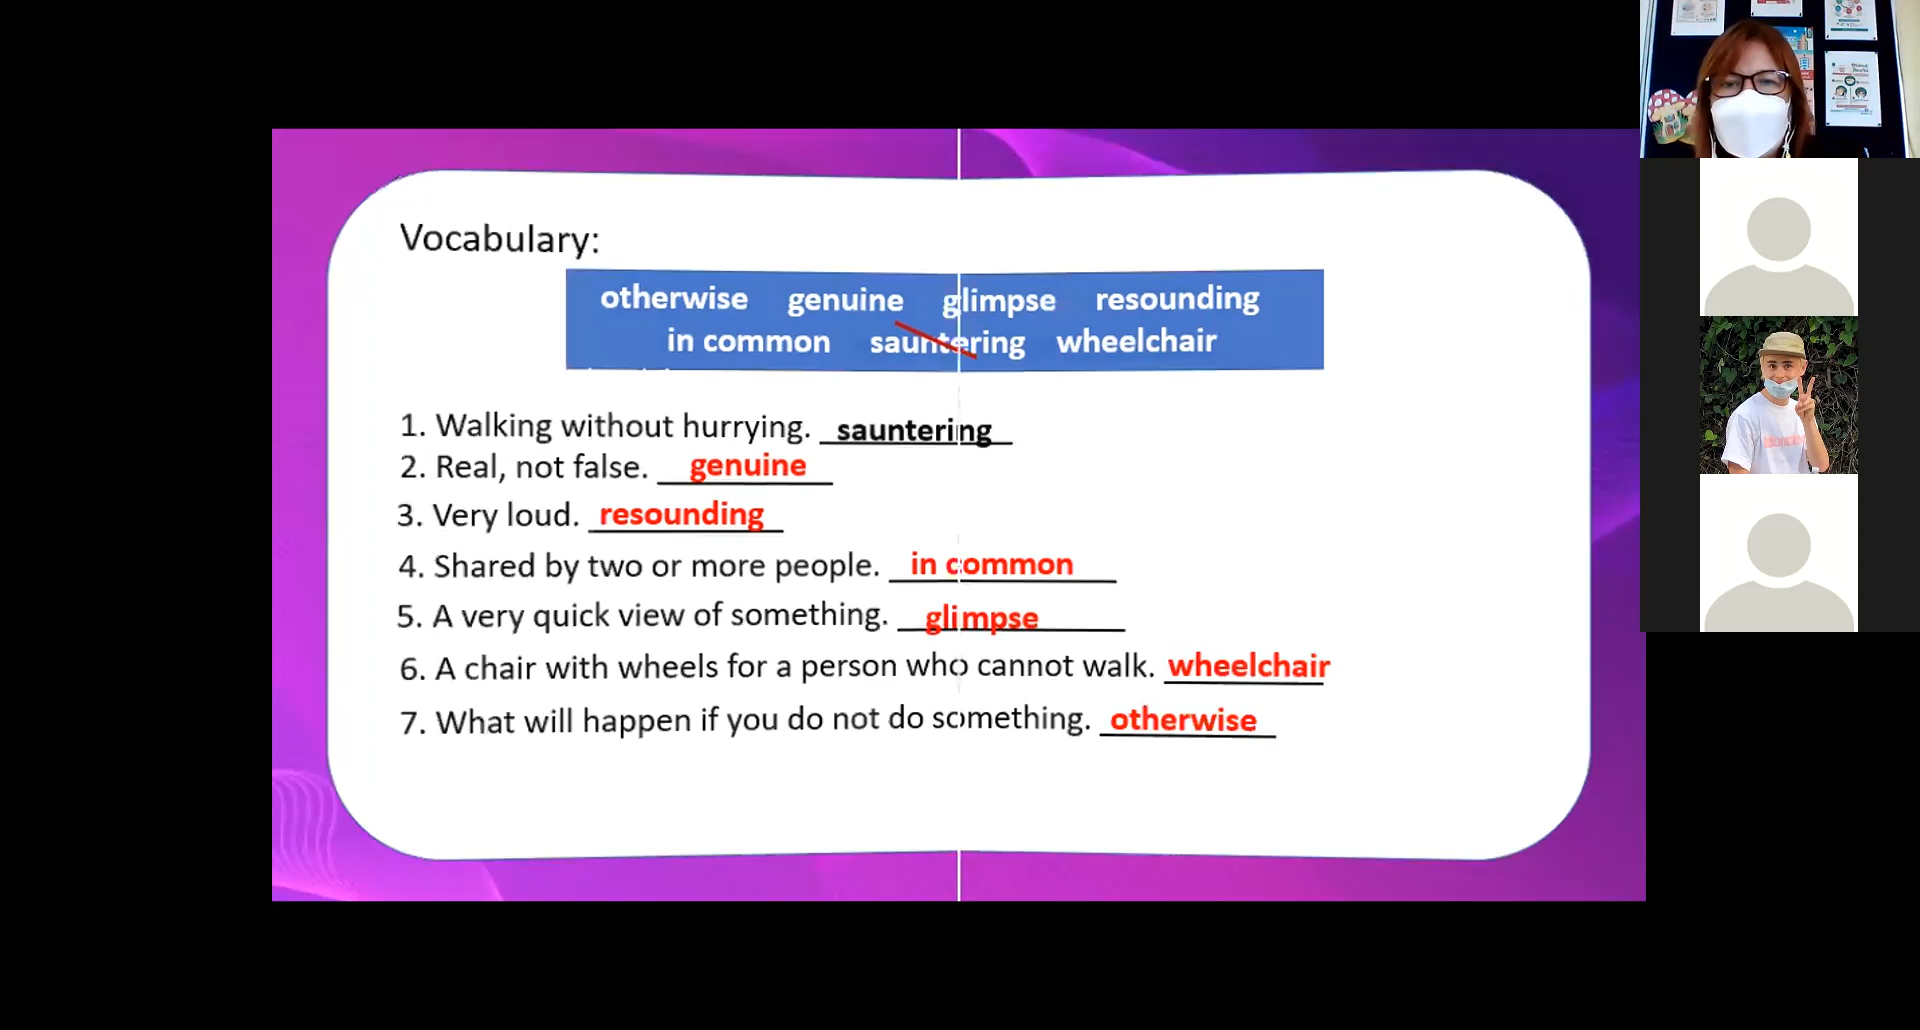 Vocabulary:
otherwise genuine glimpse resounding
in common sauntering wheelchair
1. Walking without hurrying. sauntering
2. Real, not false. genuine
3. Very loud. resounding
4. Shared by two or more people. in common
5. A very quick view of something. glimpse
6. A chair with wheels for a person who cannot walk. wheelchair
7. What will happen if you do not do something. otherwise